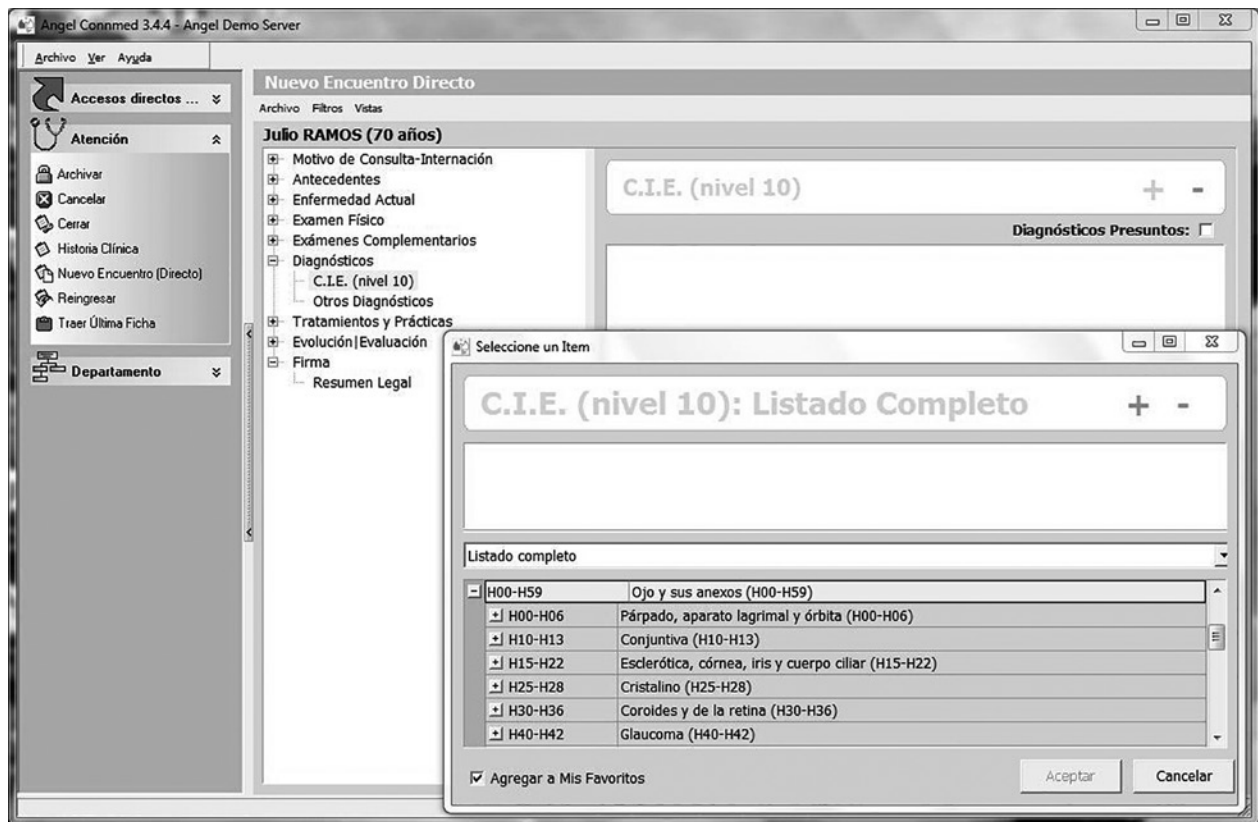 Angel Connmed 3.4.4 - Angel Demo Server
Archivo Ver Ayuda
Accesos directos ...
Atención
Archivar
Cancelar
Cerrar
Historia Clínica
Nuevo Encuentro (Directo)
Reingresar
Traer Última Ficha
Departamento
Nuevo Encuentro Directo
Archivo Filtros Vistas
Julio RAMOS (70 años)
Motivo de Consulta-Internación
Antecedentes
Enfermedad Actual
Examen Físico
Exámenes Complementarios
Diagnósticos
C.I.E. (nivel 10)
Otros Diagnósticos
Tratamientos y Prácticas
Evolución|Evaluación
Firma
Resumen Legal
C.I.E. (nivel 10) + -
Diagnósticos Presuntos:
Seleccione un Item
C.I.E. (nivel 10): Listado Completo + -
Listado completo
H00-H59 Ojo y sus anexos (H00-H59)
H00-H06 Párpado, aparato lagrimal y órbita (H00-H06)
H10-H13 Conjuntiva (H10-H13)
H15-H22 Esclerótica, córnea, iris y cuerpo ciliar (H15-H22)
H25-H28 Cristalino (H25-H28)
H30-H36 Coroides y de la retina (H30-H36)
H40-H42 Glaucoma (H40-H42)
Agregar a Mis Favoritos
Aceptar Cancelar